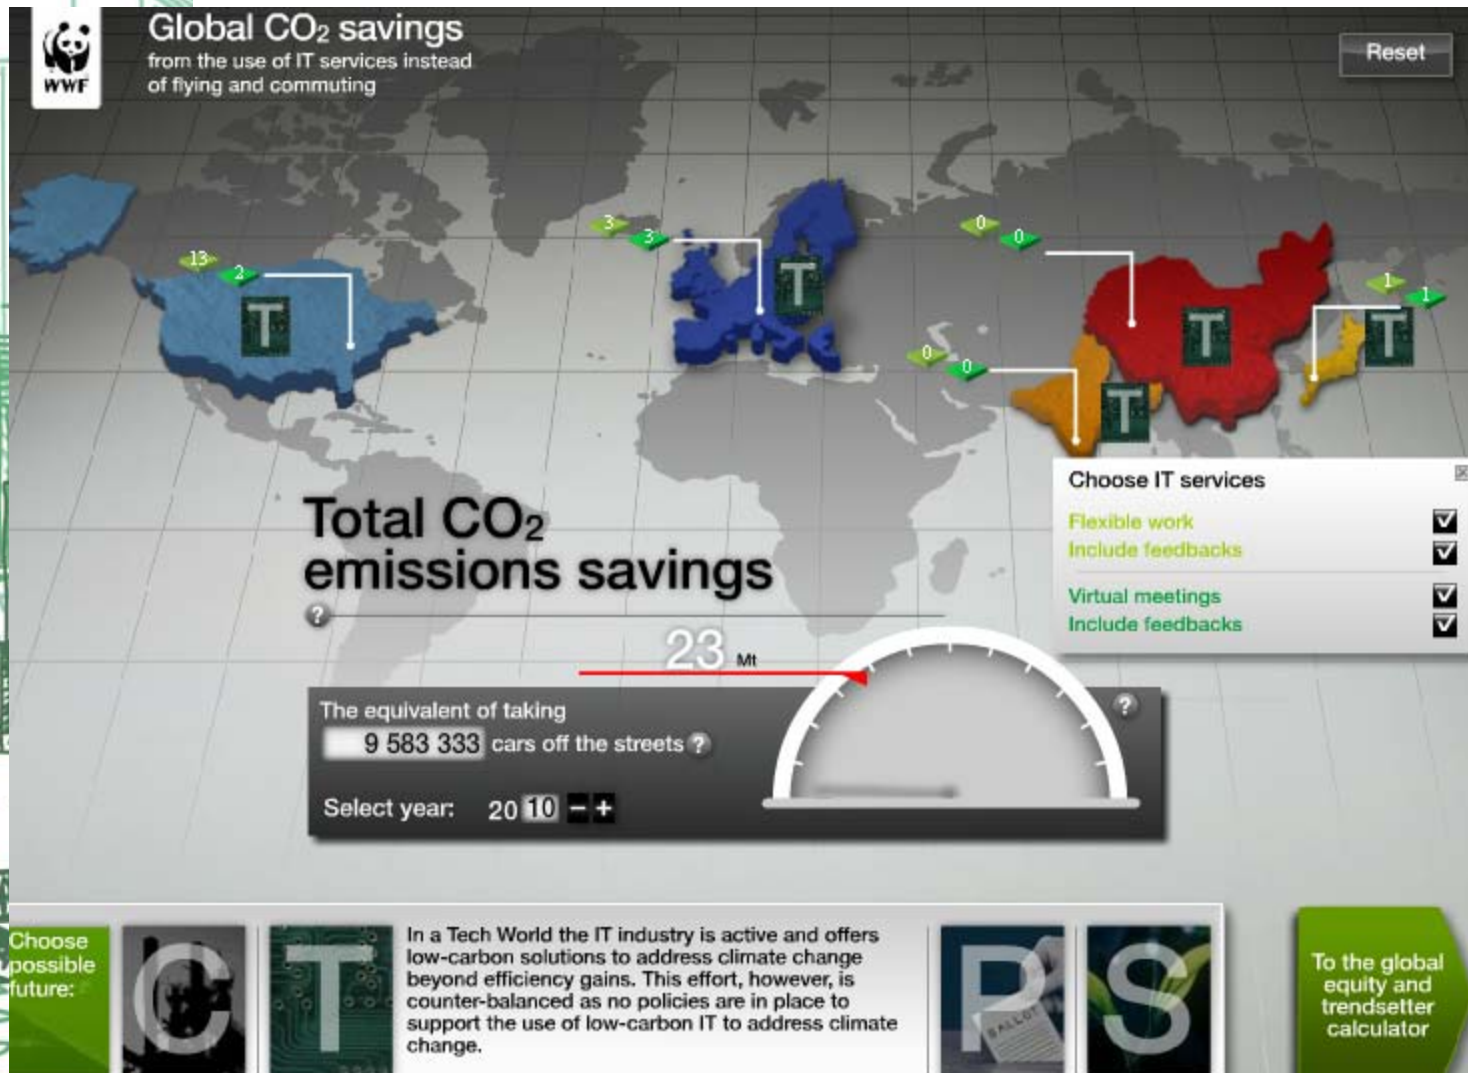 WWF
Global CO2 savings
from the use of IT services instead
of flying and commuting
Reset
13
2
T
3
3
T
0
0
T
0
0
T
1
1
T
Choose IT services
Flexible work
Include feedbacks
Virtual meetings
Include feedbacks
Total CO2
emissions savings
?
23 Mt
The equivalent of taking
9 583 333 cars off the streets ?
?
Select year: 20 10 - +
Choose
possible
future:
C
T
In a Tech World the IT industry is active and offers
low-carbon solutions to address climate change
beyond efficiency gains. This effort, however, is
counter-balanced as no policies are in place to
support the use of low-carbon IT to address climate
change.
P
BALLOT
S
To the global
equity and
trendsetter
calculator